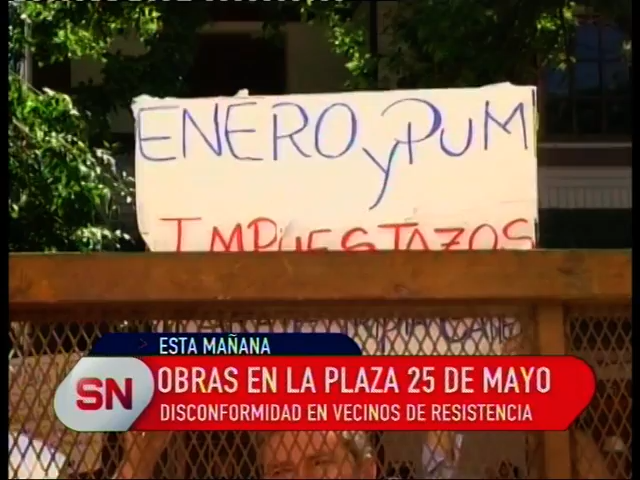 ENERO Y PUM
IMPUESTAZOS
ESTA MAÑANA
SN
OBRAS EN LA PLAZA 25 DE MAYO
DISCONFORMIDAD EN VECINOS DE RESISTENCIA